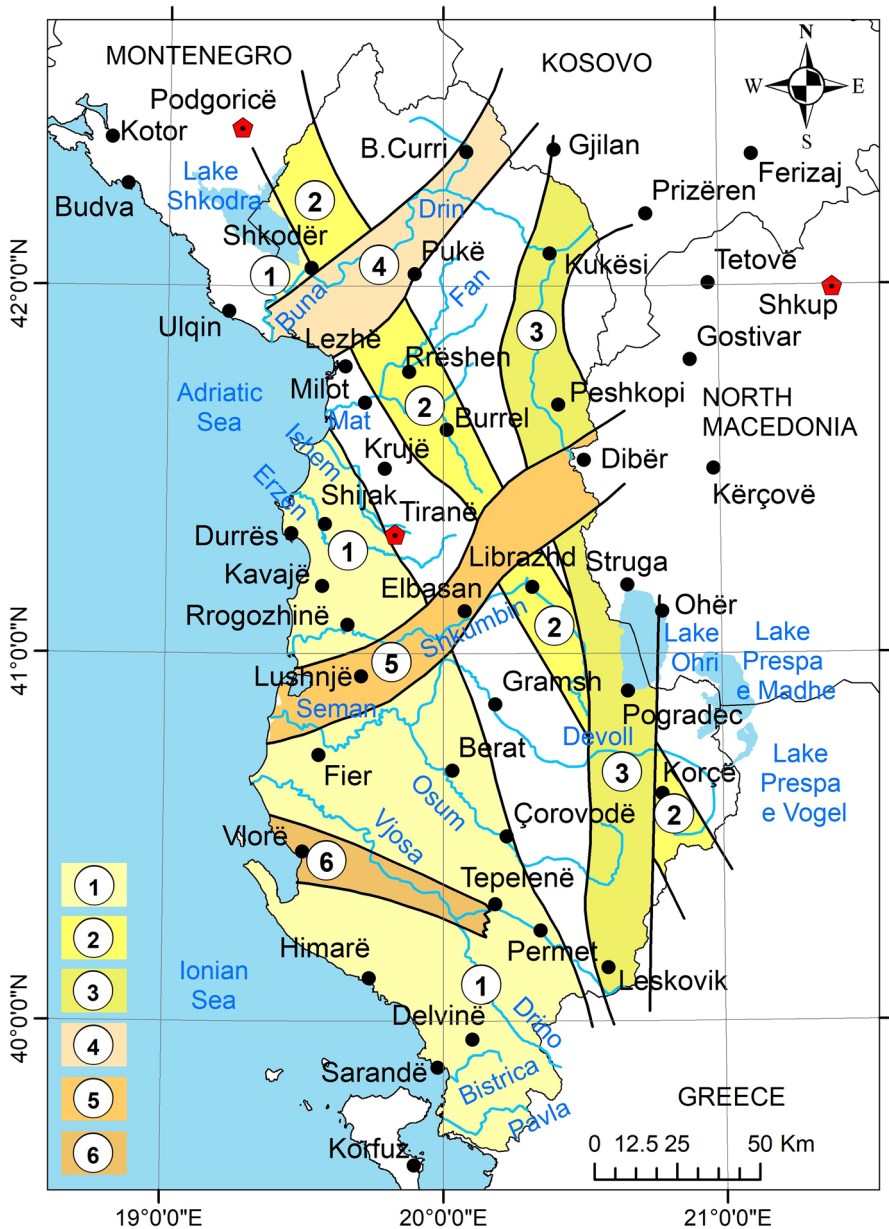 MONTENEGRO
KOSOVO
N
W
E
S
Podgoricë
Kotor
B.Curri
Gjilan
Ferizaj
Lake
Shkodra
2
Prizëren
Budva
Drin
Shkodër
1
4
Pukë
Kukësi
Tetovë
42°0'0"N
Buna
Fan
Shkup
Ulqin
3
Gostivar
Lezhë
Rrëshen
Adriatic
Sea
Milot
Mat
2
Burrel
Peshkopi
NORTH
MACEDONIA
Ishem
Krujë
Dibër
Kërçovë
Erzen
Shijak
Tiranë
Durrës
1
Librazhd
Struga
Kavajë
Elbasan
Rrogozhinë
Shkumbin
2
Ohër
Lake
Ohri
Lake
Prespa
e Madhe
41°0'0"N
5
Lushnjë
Gramsh
Seman
Pogradec
Devoll
Berat
Fier
3
Korçë
Lake
Prespa
e Vogel
Osum
Çorovodë
2
Vjosa
Vlorë
6
Tepelenë
1
2
3
4
5
6
Himarë
Permet
Ionian
Sea
1
Leskovik
40°0'0"N
Delvinë
Drino
Sarandë
Bistrica
Pavla
GREECE
Korfuz
0 12.5 25 50 Km
19°0'0"E
20°0'0"E
21°0'0"E